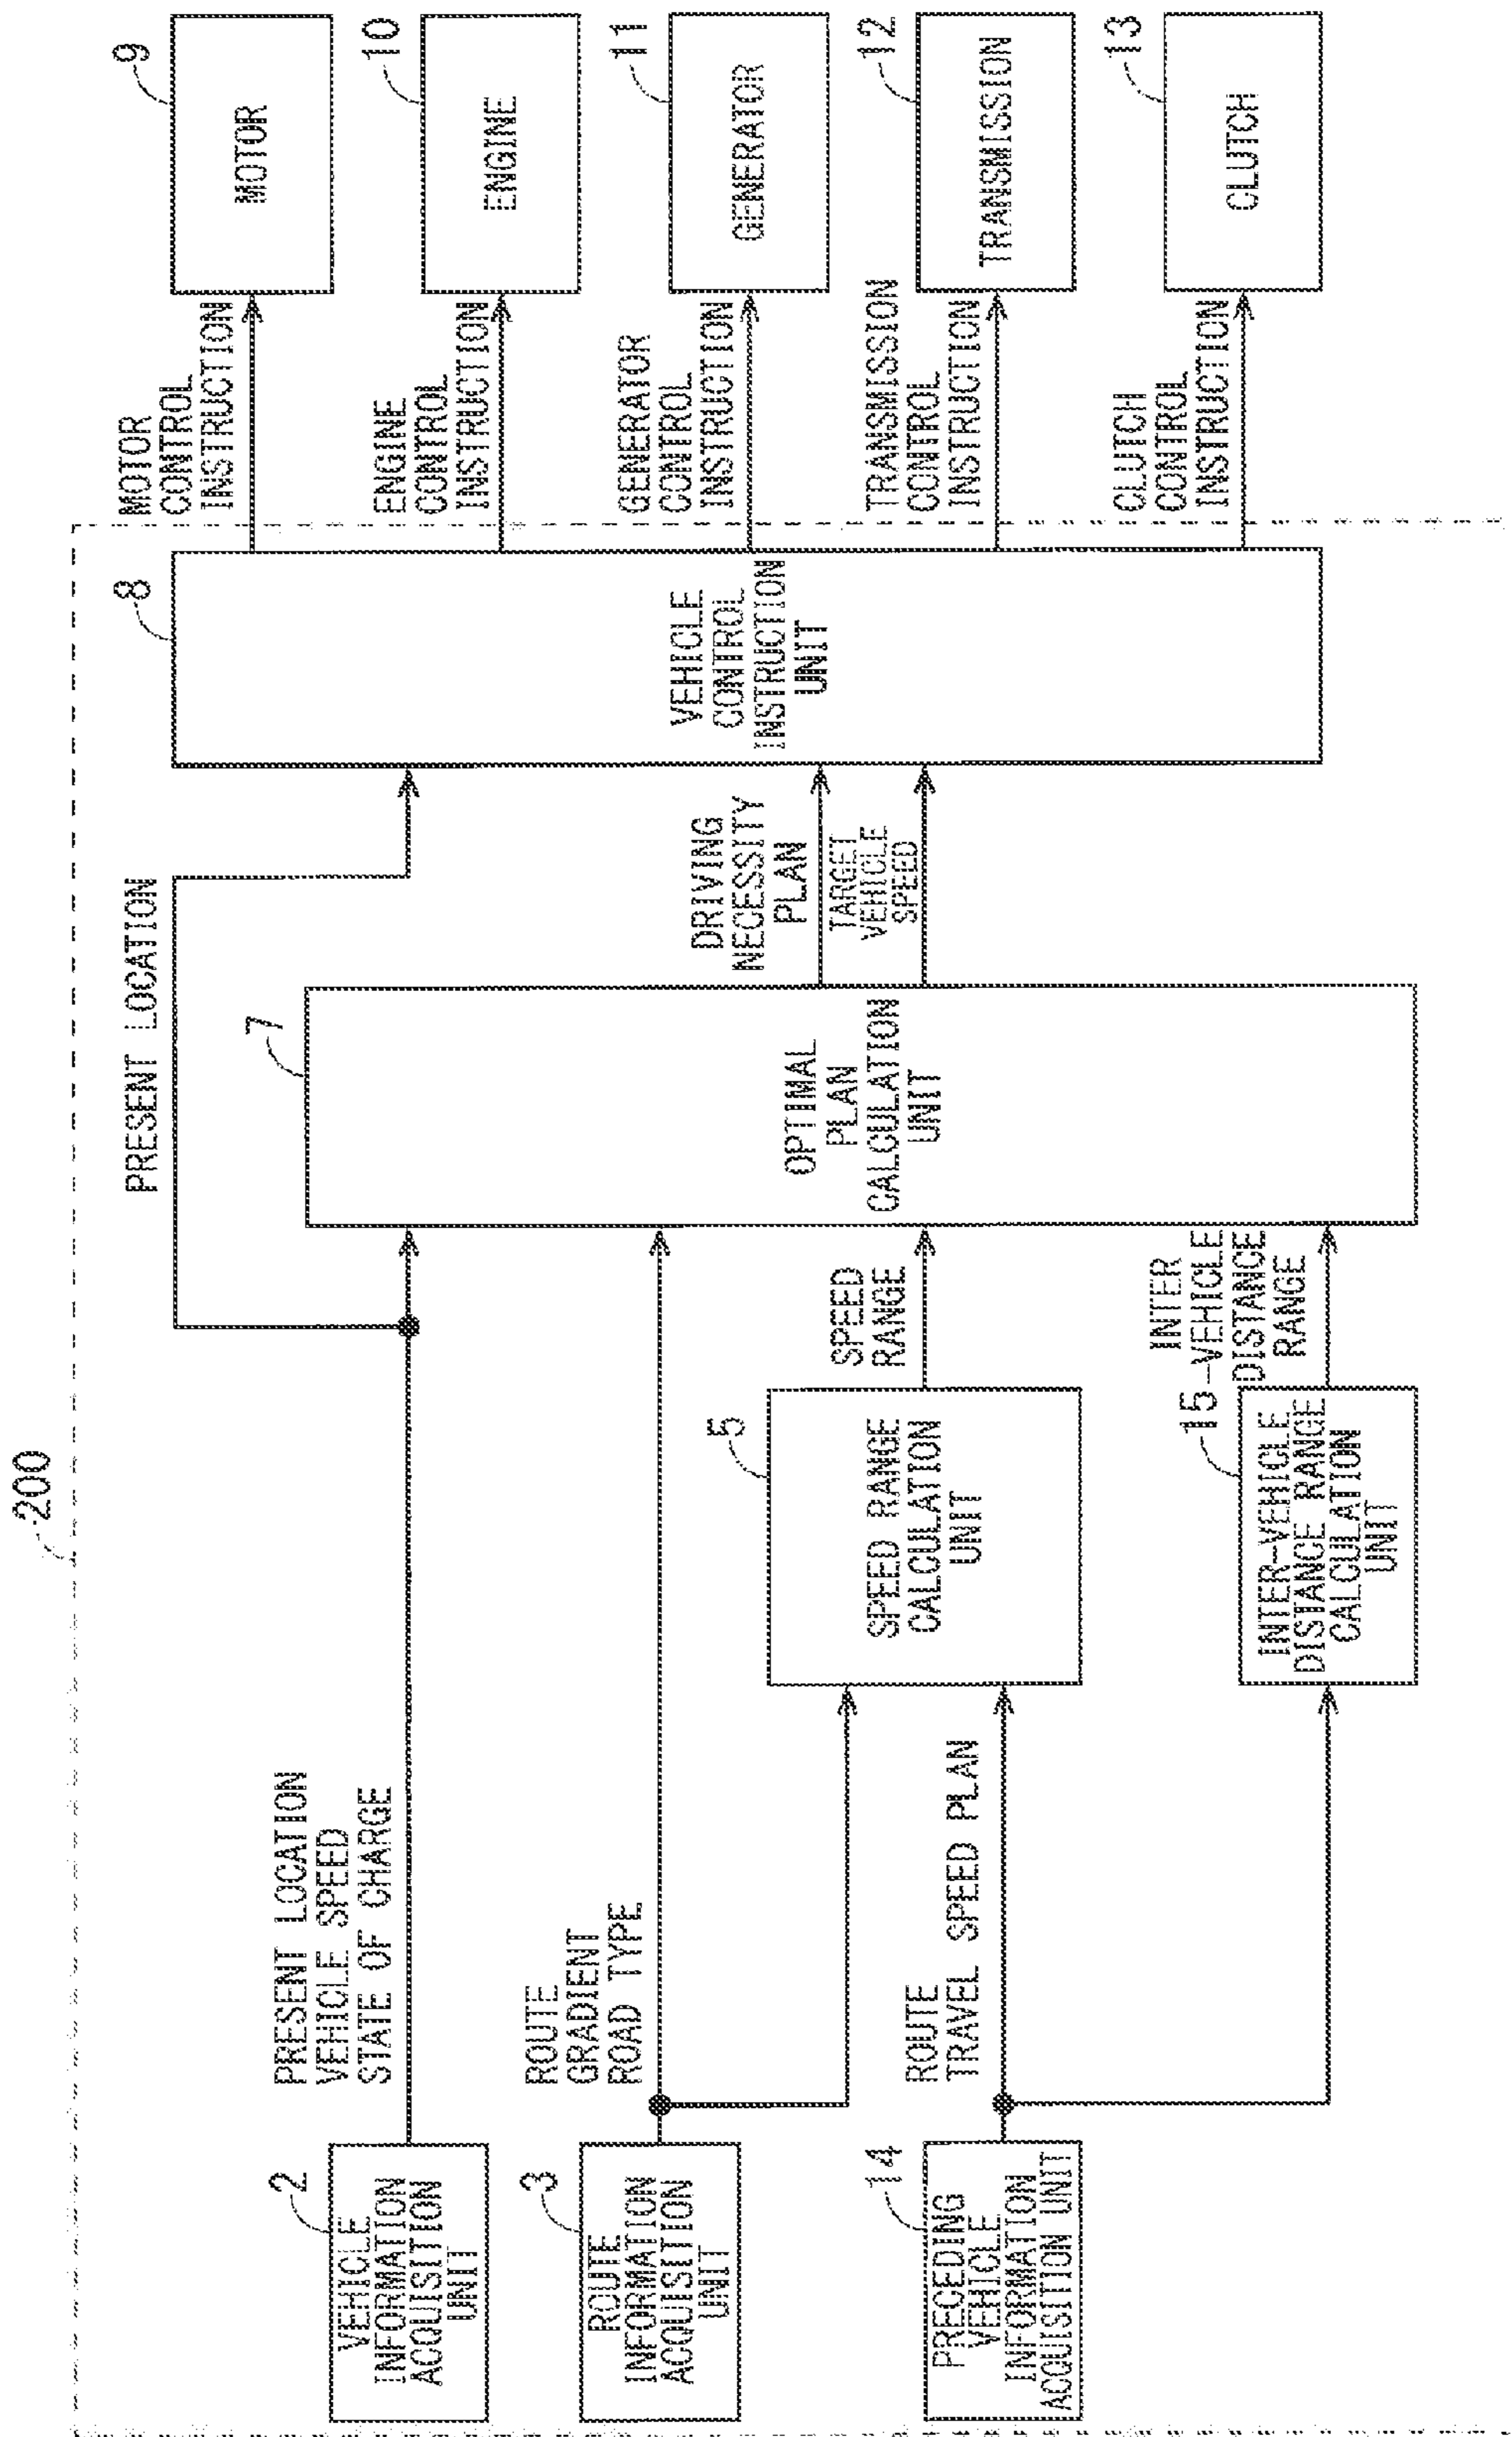 200
2
VEHICLE
INFORMATION
ACQUISITION
UNIT
PRESENT LOCATION
VEHICLE SPEED
STATE OF CHARGE
PRESENT LOCATION
3
ROUTE
INFORMATION
ACQUISITION
UNIT
ROUTE
GRADIENT
ROAD TYPE
14
PRECEDING
VEHICLE
INFORMATION
ACQUISITION UNIT
ROUTE
TRAVEL SPEED PLAN
5
SPEED RANGE
CALCULATION
UNIT
SPEED
RANGE
15
INTER-VEHICLE
DISTANCE RANGE
CALCULATION
UNIT
INTER
-VEHICLE
DISTANCE
RANGE
7
OPTIMAL
PLAN
CALCULATION
UNIT
DRIVING
NECESSITY
PLAN
TARGET
VEHICLE
SPEED
8
VEHICLE
CONTROL
INSTRUCTION
UNIT
MOTOR
CONTROL
INSTRUCTION
9
MOTOR
ENGINE
CONTROL
INSTRUCTION
10
ENGINE
GENERATOR
CONTROL
INSTRUCTION
11
GENERATOR
TRANSMISSION
CONTROL
INSTRUCTION
12
TRANSMISSION
CLUTCH
CONTROL
INSTRUCTION
13
CLUTCH